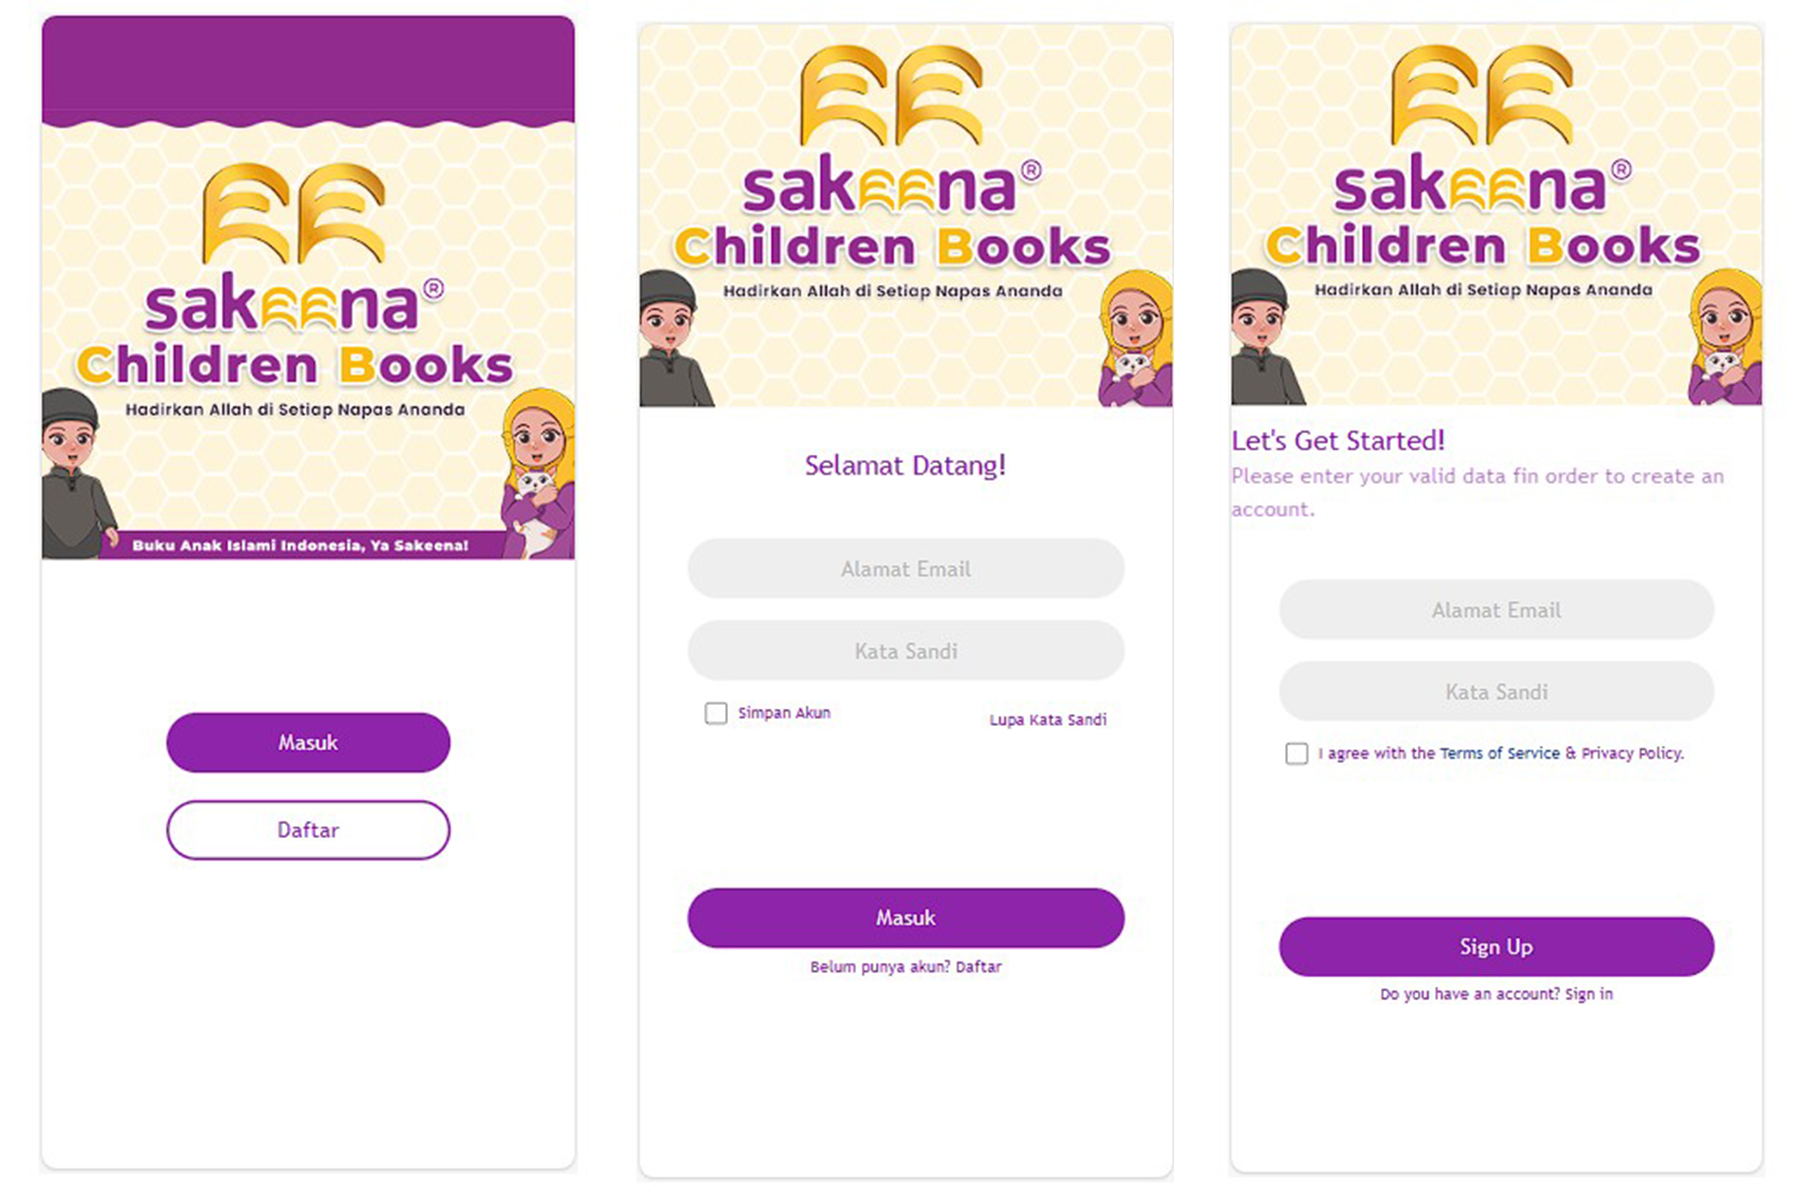 sakeena®
Children Books
Hadirkan Allah di Setiap Napas Ananda
Buku Anak Islami Indonesia, Ya Sakeena!
Masuk
Daftar
sakeena®
Children Books
Hadirkan Allah di Setiap Napas Ananda
Selamat Datang!
Alamat Email
Kata Sandi
Simpan Akun
Lupa Kata Sandi
Masuk
Belum punya akun? Daftar
sakeena®
Children Books
Hadirkan Allah di Setiap Napas Ananda
Let's Get Started!
Please enter your valid data fin order to create an
account.
Alamat Email
Kata Sandi
I agree with the Terms of Service & Privacy Policy.
Sign Up
Do you have an account? Sign in